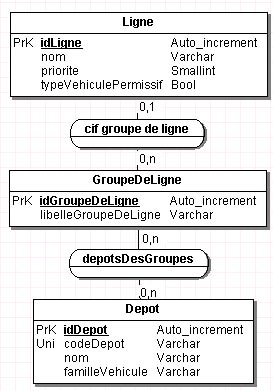 Ligne
PrK idLigne Auto_increment
nom Varchar
priorite Smallint
typeVehiculePermissif Bool
0,1
cif groupe de ligne
0,n
GroupeDeLigne
PrK idGroupeDeLigne Auto_increment
libelleGroupeDeLigne Varchar
0,n
depotsDesGroupes
0,n
Depot
PrK idDepot Auto_increment
Uni codeDepot Varchar
nom Varchar
familleVehicule Varchar